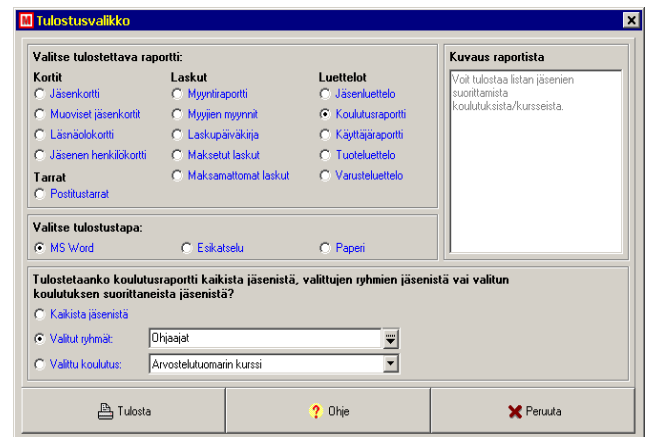 M Tulostusvalikko
Valitse tulostettava raportti:
Kortit
Jäsenkortti
Muoviset jäsenkortit
Läsnäolokortti
Jäsenen henkilökortti
Tarrat
Postitustarrat
Laskut
Myyntiraportti
Myyjien myynnit
Laskupäiväkirja
Maksetut laskut
Maksamattomat laskut
Luettelot
Jäsenluettelo
Koulutusraportti
Käyttäjäraportti
Tuoteluettelo
Varusteluettelo
Kuvaus raportista
Voit tulostaa listan jäsenien
suorittamista
koulutuksista/kursseista.
Valitse tulostustapa:
MS Word
Esikatselu
Paperi
Tulostetaanko koulutusraportti kaikista jäsenistä, valittujen ryhmien jäsenistä vai valitun
koulutuksen suorittaneista jäsenistä?
Kaikista jäsenistä
Valitut ryhmät: Ohjaajat
Valittu koulutus: Arvostelutuomarin kurssi
Tulosta
? Ohje
Peruuta